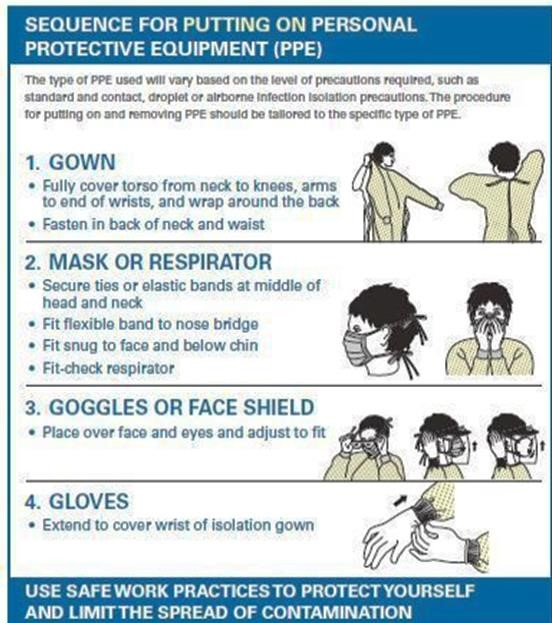 SEQUENCE FOR PUTTING ON PERSONAL
PROTECTIVE EQUIPMENT (PPE)
The type of PPE used will vary based on the level of precautions required, such as
standard and contact, droplet or airborne infection isolation precautions. The procedure
for putting on and removing PPE should be tailored to the specific type of PPE.
1. GOWN
• Fully cover torso from neck to knees, arms
to end of wrists, and wrap around the back
• Fasten in back of neck and waist
2. MASK OR RESPIRATOR
• Secure ties or elastic bands at middle of
head and neck
• Fit flexible band to nose bridge
• Fit snug to face and below chin
• Fit-check respirator
3. GOGGLES OR FACE SHIELD
• Place over face and eyes and adjust to fit
4. GLOVES
• Extend to cover wrist of isolation gown
USE SAFE WORK PRACTICES TO PROTECT YOURSELF
AND LIMIT THE SPREAD OF CONTAMINATION